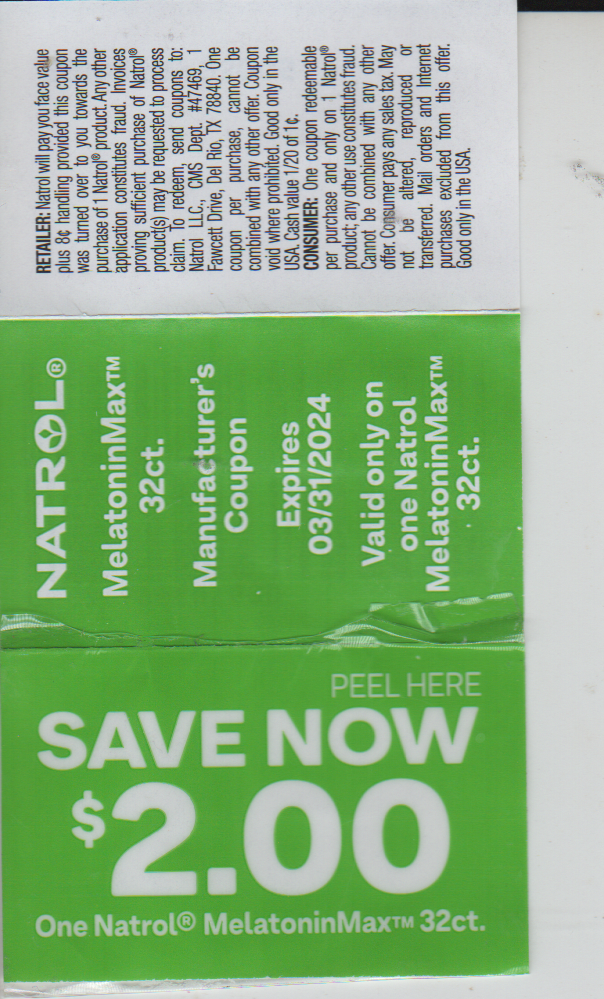 RETAILER: Natrol will pay you face value
plus 8¢ handling provided this coupon
was turned over to you towards the
purchase of 1 Natrol® product. Any other
application constitutes fraud. Invoices
proving sufficient purchase of Natrol®
product(s) may be requested to process
claim. To redeem, send coupons to:
Natrol LLC., CMS Dept. #47469, 1
Fawcett Drive, Del Rio, TX 78840. One
coupon per purchase, cannot be
combined with any other offer. Coupon
void where prohibited. Good only in the
USA. Cash value 1/20 of 1¢.
CONSUMER: One coupon redeemable
per purchase and only on 1 Natrol®
product; any other use constitutes fraud.
Cannot be combined with any other
offer. Consumer pays any sales tax. May
not be altered, reproduced or
transferred. Mail orders and Internet
purchases excluded from this offer.
Good only in the USA.
NATROL®
MelatoninMax™
32ct.
Manufacturer's
Coupon
Expires
03/31/2024
Valid only on
one Natrol
MelatoninMax™
32ct.
PEEL HERE
SAVE NOW
$2.00
One Natrol® MelatoninMax™ 32ct.